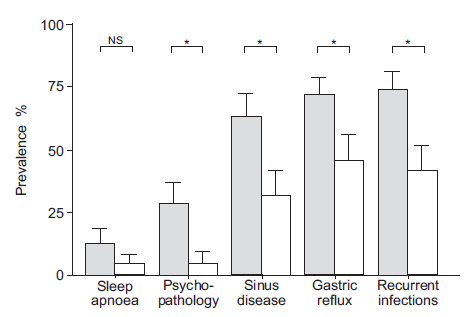 100
NS
*
*
*
*
75
50
25
0
Prevalence %
Sleep apnoea
Psycho-pathology
Sinus disease
Gastric reflux
Recurrent infections